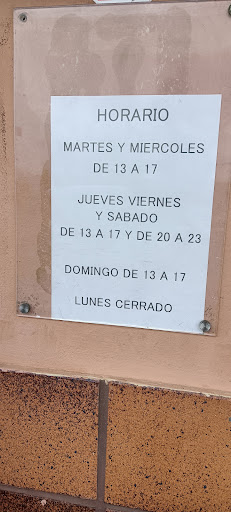 HORARIO
MARTES Y MIERCOLES
DE 13 A 17
JUEVES VIERNES
Y SABADO
DE 13 A 17 Y DE 20 A 23
DOMINGO DE 13 A 17
LUNES CERRADO